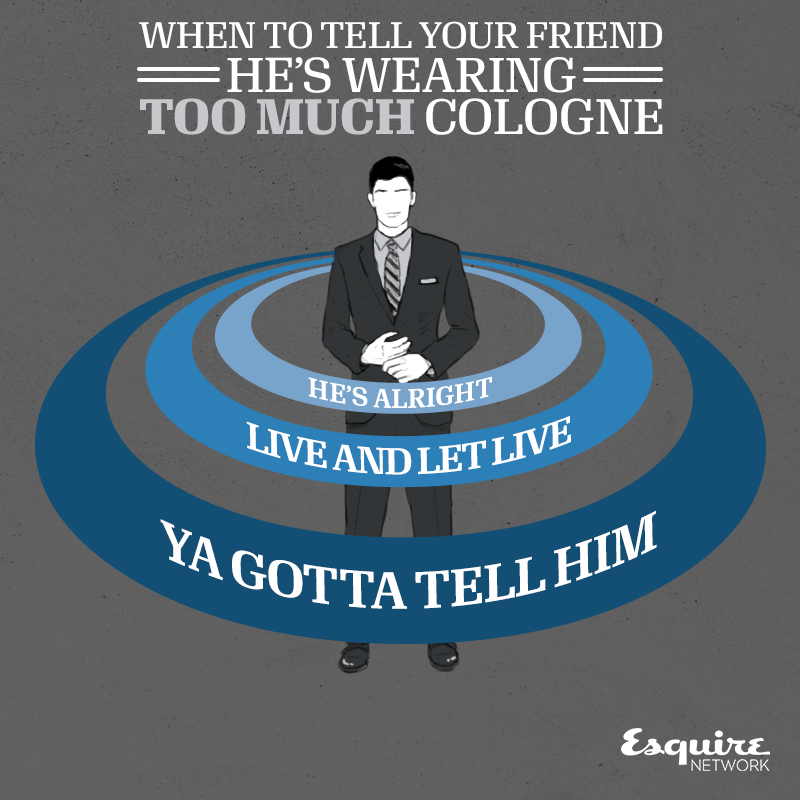 WHEN TO TELL YOUR FRIEND
HE'S WEARING
TOO MUCH COLOGNE
HE'S ALRIGHT
LIVE AND LET LIVE
YA GOTTA TELL HIM
Esquire
NETWORK